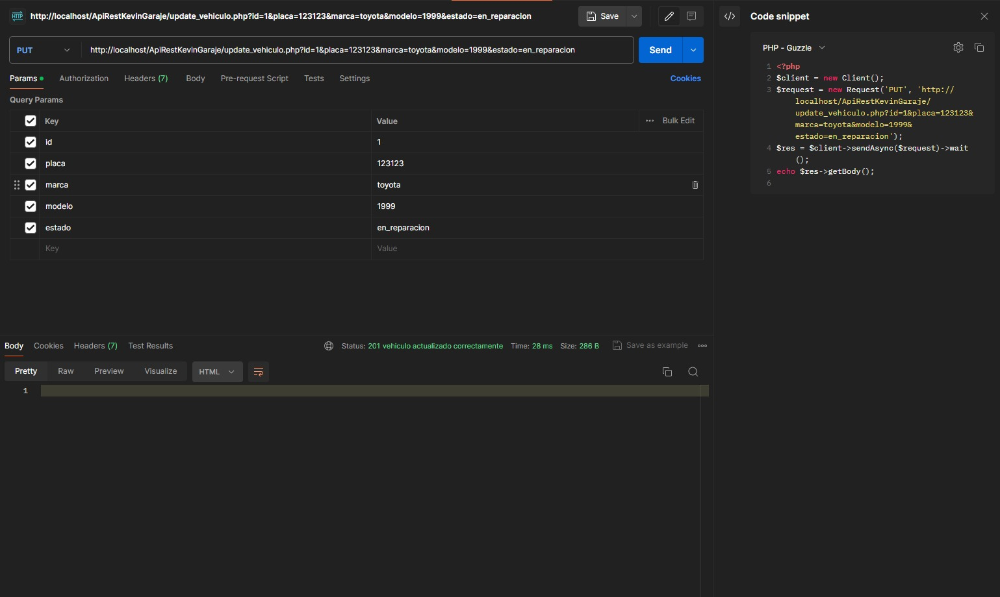 HTTP http://localhost/ApiRestKevinGaraje/update_vehiculo.php?id=1&placa=123123&marca=toyota&modelo=1999&estado=en_reparacion
Save
PUT http://localhost/ApiRestKevinGaraje/update_vehiculo.php?id=1&placa=123123&marca=toyota&modelo=1999&estado=en_reparacion Send
Params Authorization Headers (7) Body Pre-request Script Tests Settings Cookies
Query Params
Key Value ••• Bulk Edit
id 1
placa 123123
marca toyota
modelo 1999
estado en_reparacion
Key Value
Body Cookies Headers (7) Test Results Status: 201 vehiculo actualizado correctamente Time: 28 ms Size: 286 B Save as example
Pretty Raw Preview Visualize HTML
1
</> Code snippet
PHP - Guzzle
1 <?php
2 $client = new Client();
3 $request = new Request('PUT', 'http://
localhost/ApiRestKevinGaraje/
update_vehiculo.php?id=1&placa=123123&
marca=toyota&modelo=1999&
estado=en_reparacion');
4 $res = $client->sendAsync($request)->wait
();
5 echo $res->getBody();
6